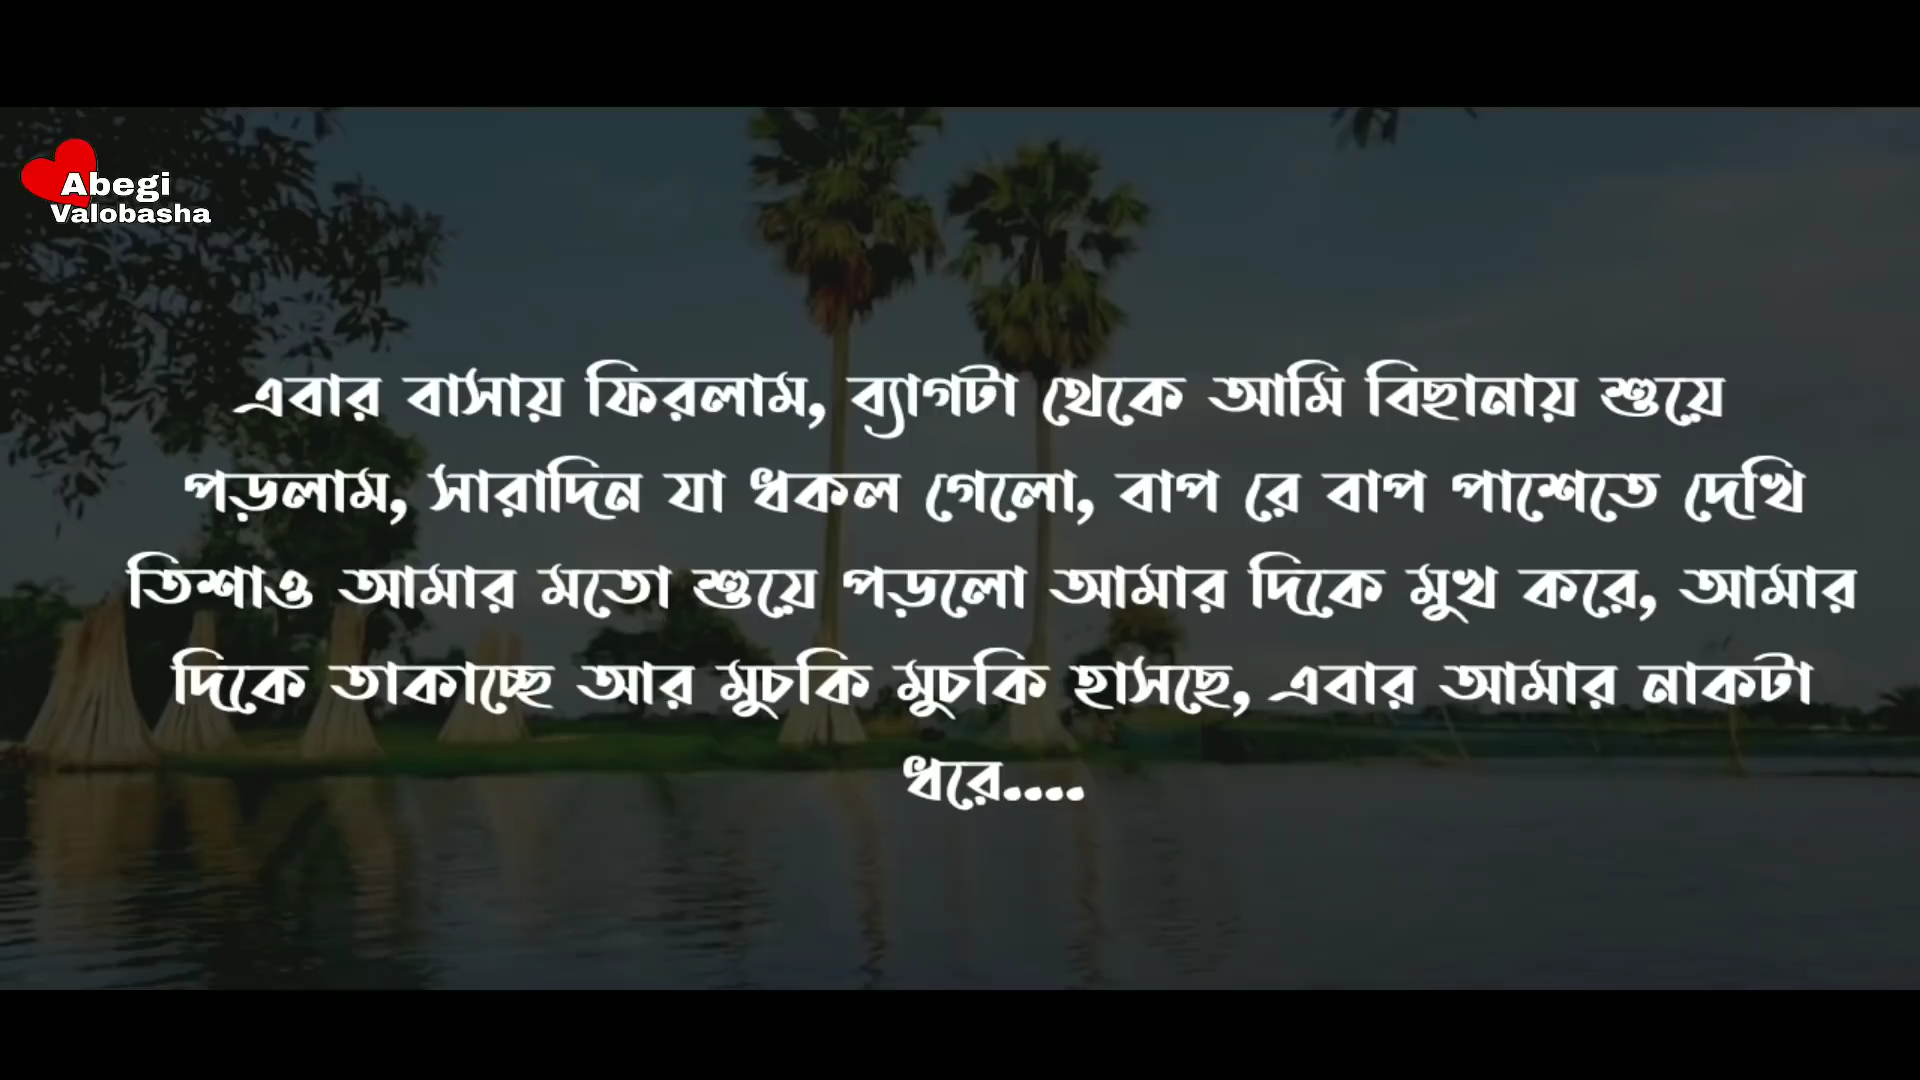 Abegi
Valobasha
এবার বাসায় ফিরলাম, ব্যাগটা থেকে আমি বিছানায় শুয়ে
পড়লাম, সারাদিন যা ধকল গেলো, বাপ রে বাপ পাশেতে দেখি
তিশাও আমার মতো শুয়ে পড়লো আমার দিকে মুখ করে, আমার
দিকে তাকাচ্ছে আর মুচকি মুচকি হাসছে, এবার আমার নাকটা
ধরে....